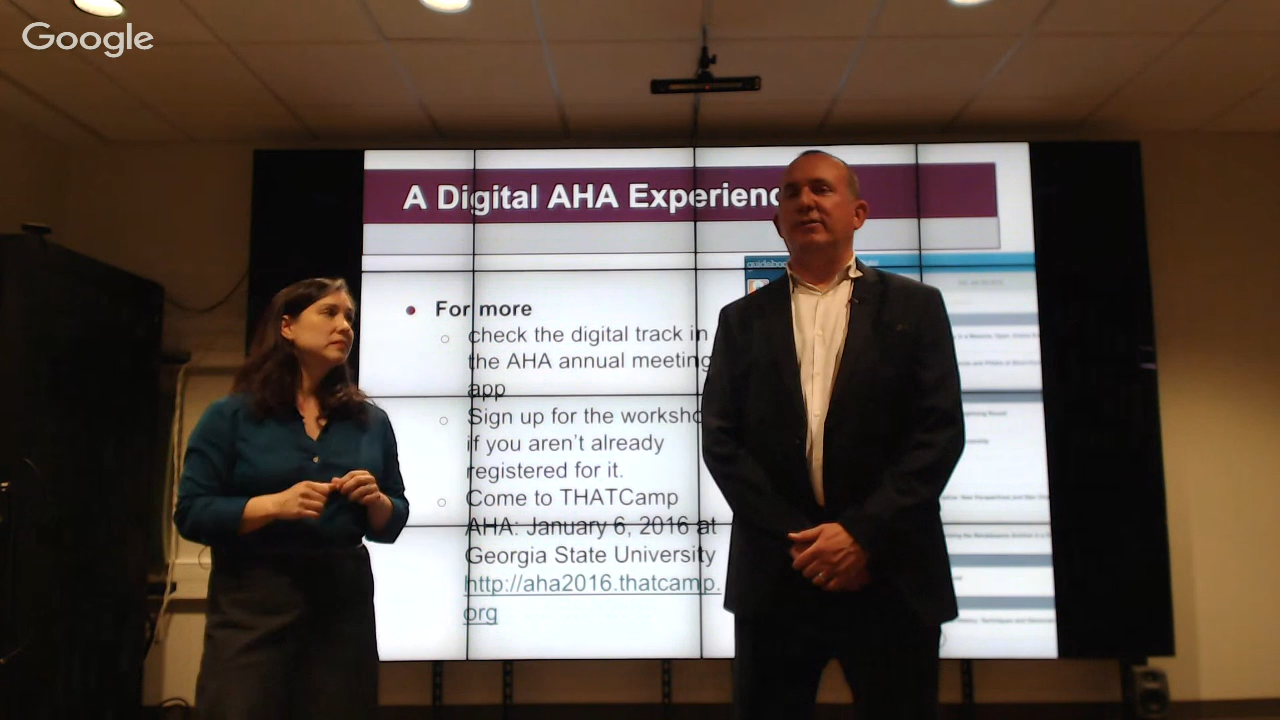 Google
A Digital AHA Experienc
guidebo
For more
check the digital track in
the AHA annual meeting
app
Sign up for the worksho
if you aren't already
registered for it.
Come to THATCamp
AHA: January 6, 2016 at
Georgia State University
http://aha2016.thatcamp.
org